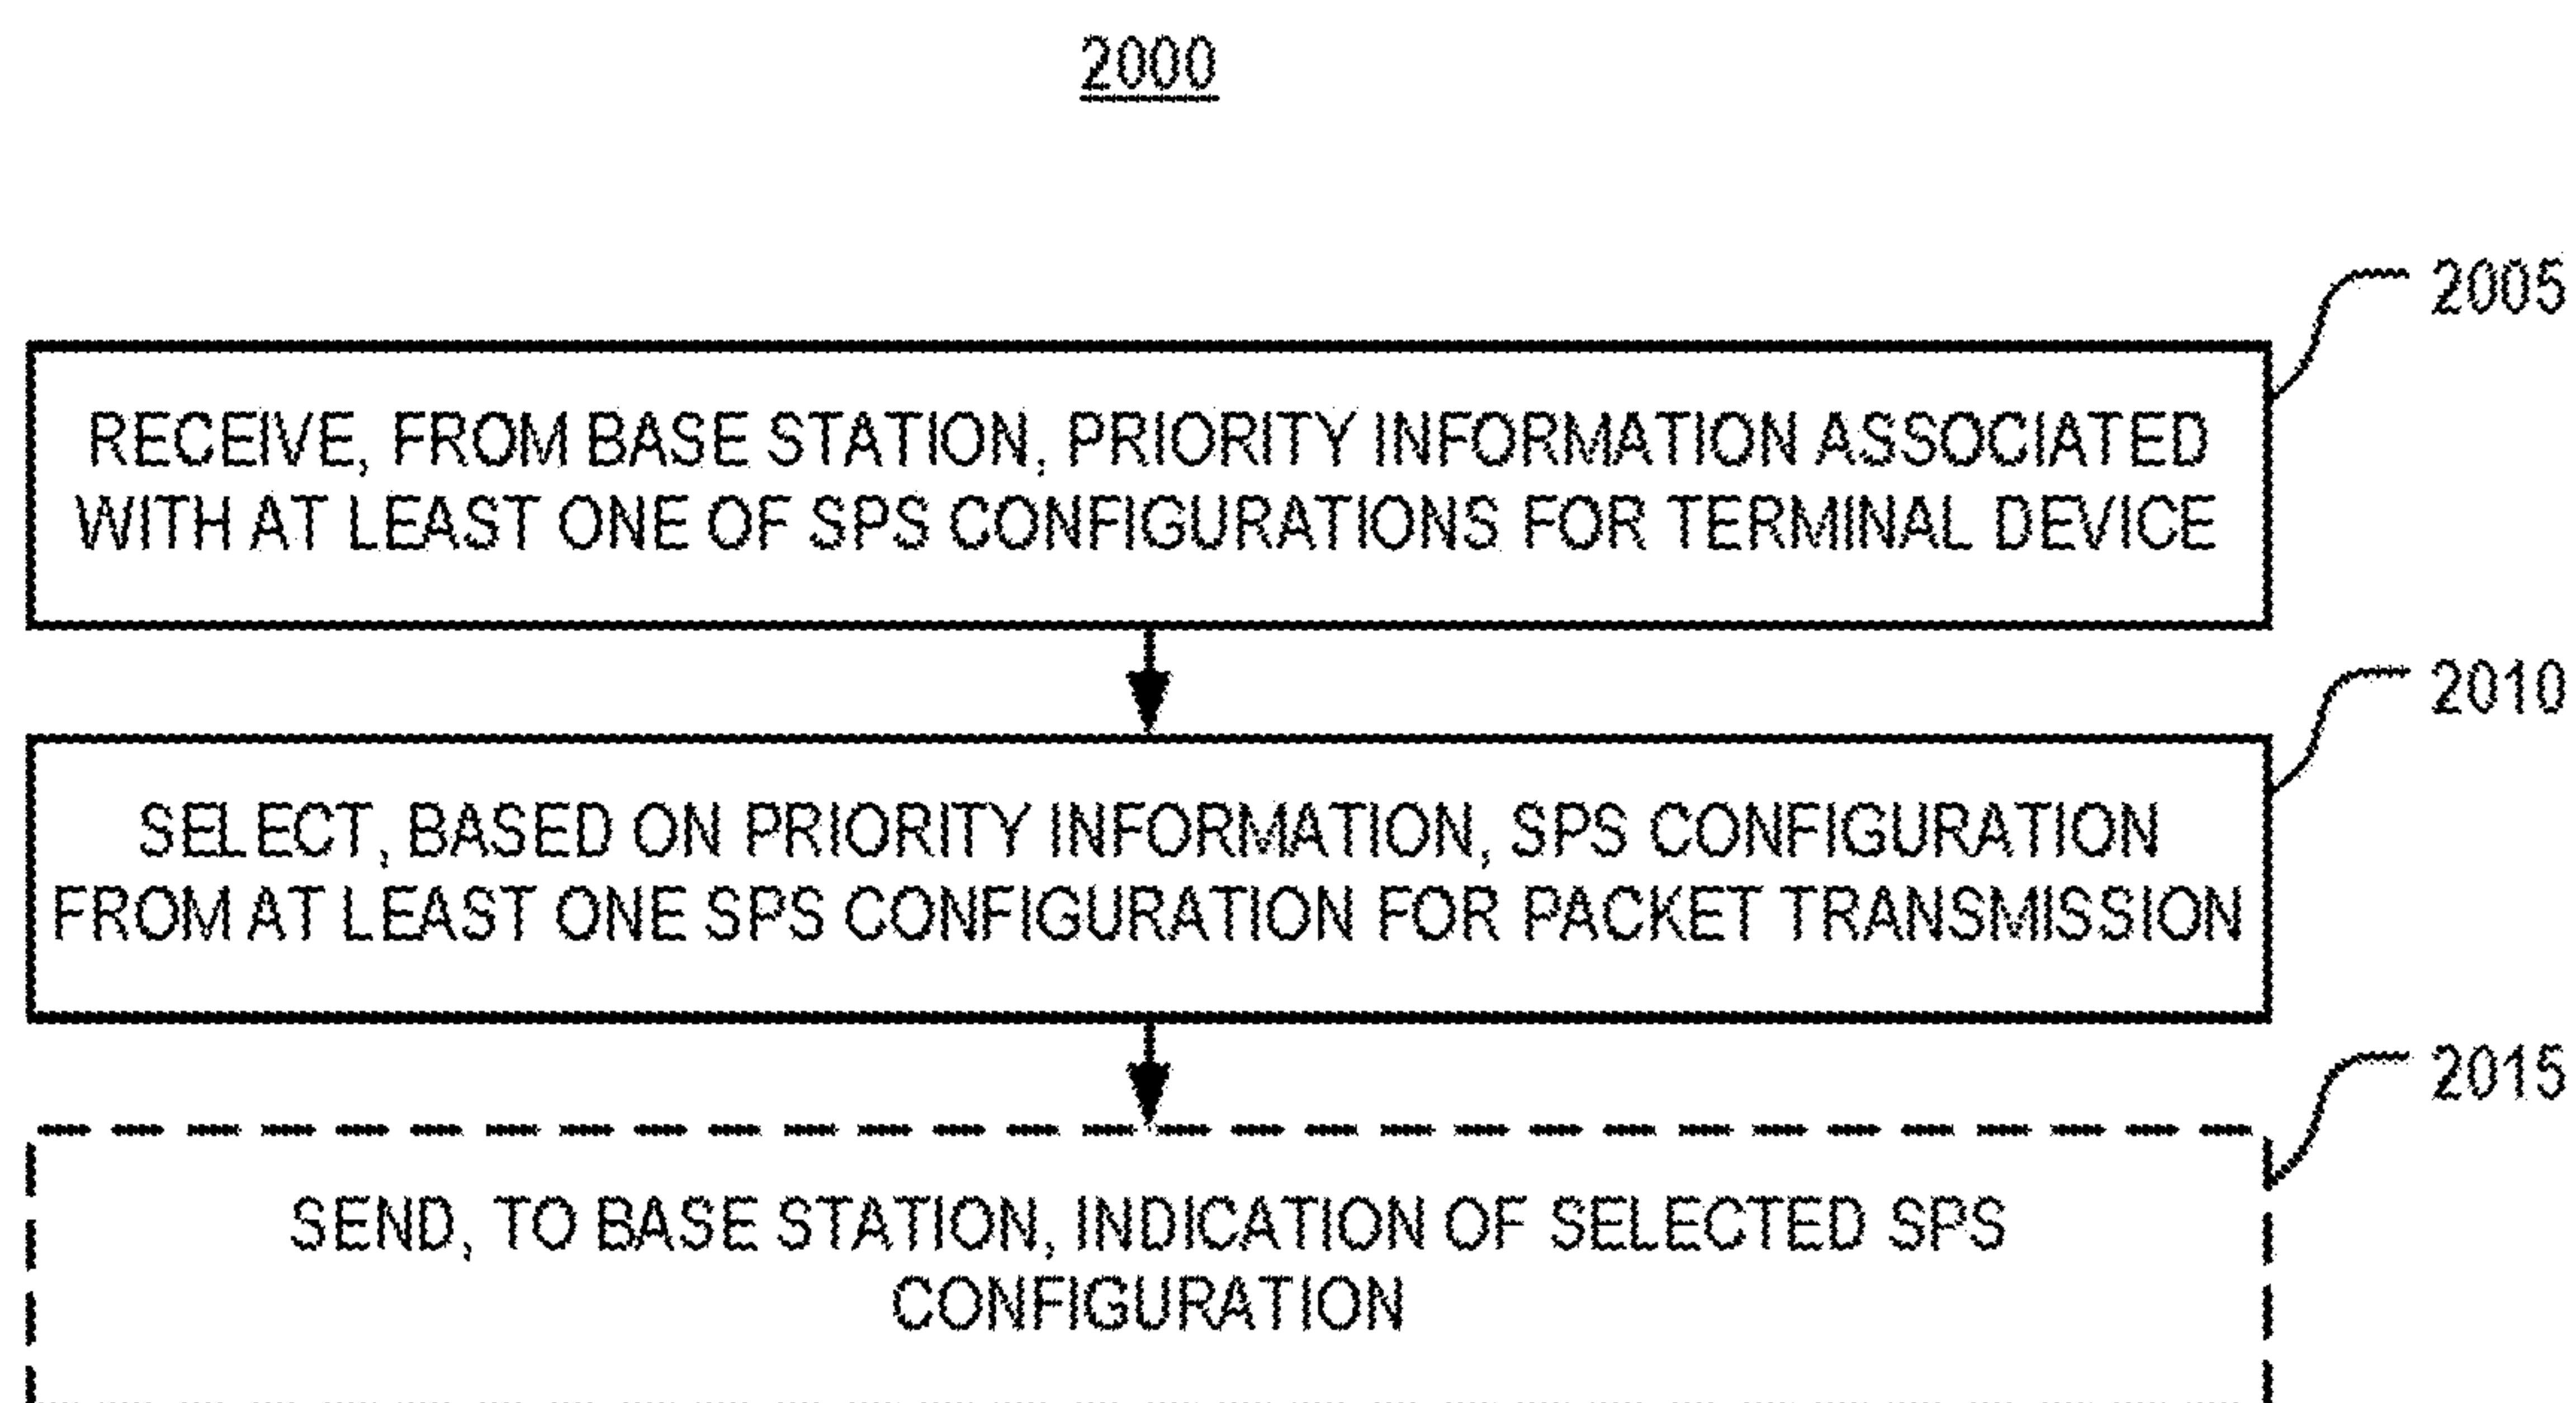 2000
2005
RECEIVE, FROM BASE STATION, PRIORITY INFORMATION ASSOCIATED
WITH AT LEAST ONE OF SPS CONFIGURATIONS FOR TERMINAL DEVICE
2010
SELECT, BASED ON PRIORITY INFORMATION, SPS CONFIGURATION
FROM AT LEAST ONE SPS CONFIGURATION FOR PACKET TRANSMISSION
2015
SEND, TO BASE STATION, INDICATION OF SELECTED SPS
CONFIGURATION